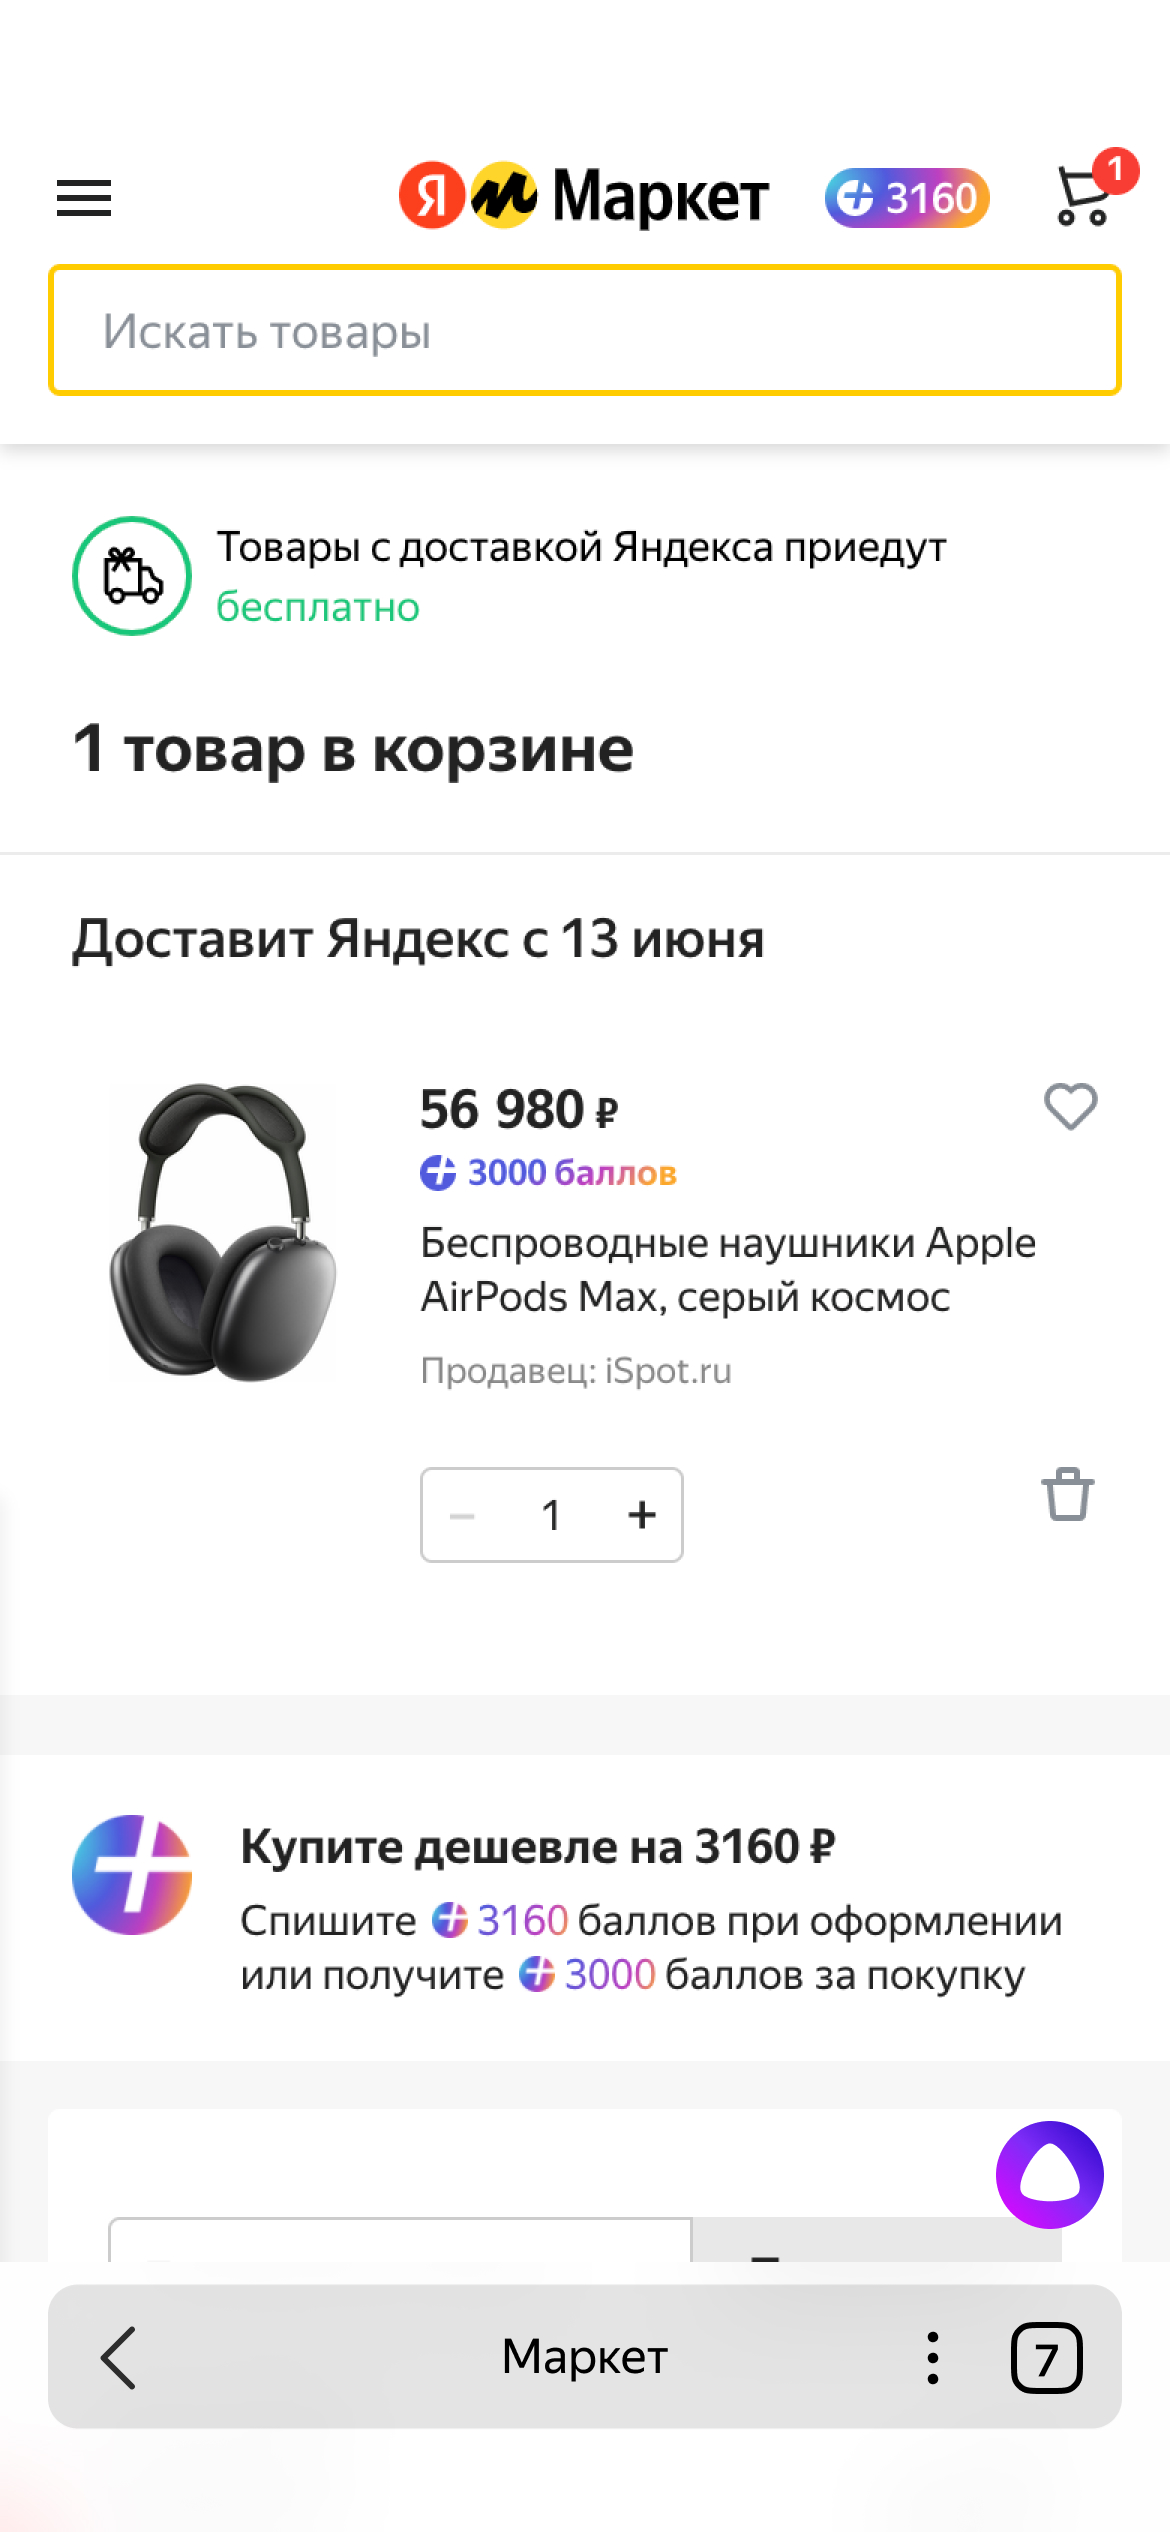 Я м Маркет 3160 1
Искать товары
Товары с доставкой Яндекса приедут
бесплатно
1 товар в корзине
Доставит Яндекс с 13 июня
56 980 ₽
3000 баллов
Беспроводные наушники Apple
AirPods Max, серый космос
Продавец: iSpot.ru
– 1 +
Купите дешевле на 3160 ₽
Спишите 3160 баллов при оформлении
или получите 3000 баллов за покупку
Маркет 7